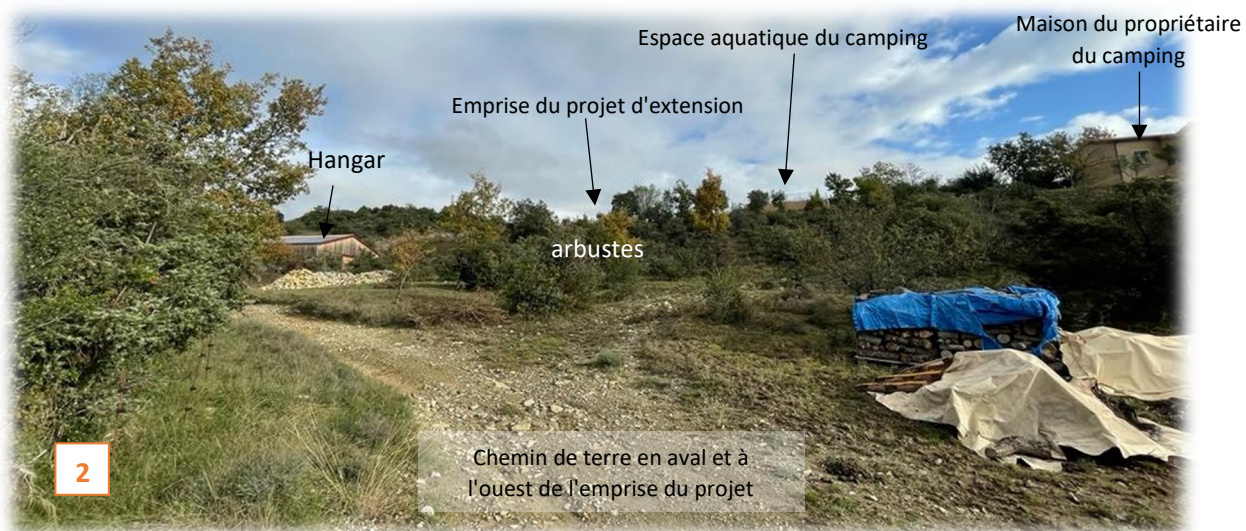 Maison du propriétaire
du camping
Espace aquatique du camping
Emprise du projet d'extension
Hangar
arbustes
Chemin de terre en aval et à
l'ouest de l'emprise du projet
2